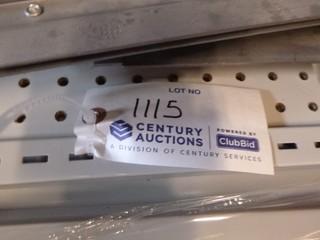 LOT NO
1115
CENTURY
AUCTIONS
POWERED BY
ClubBid
A DIVISION OF CENTURY SERVICES